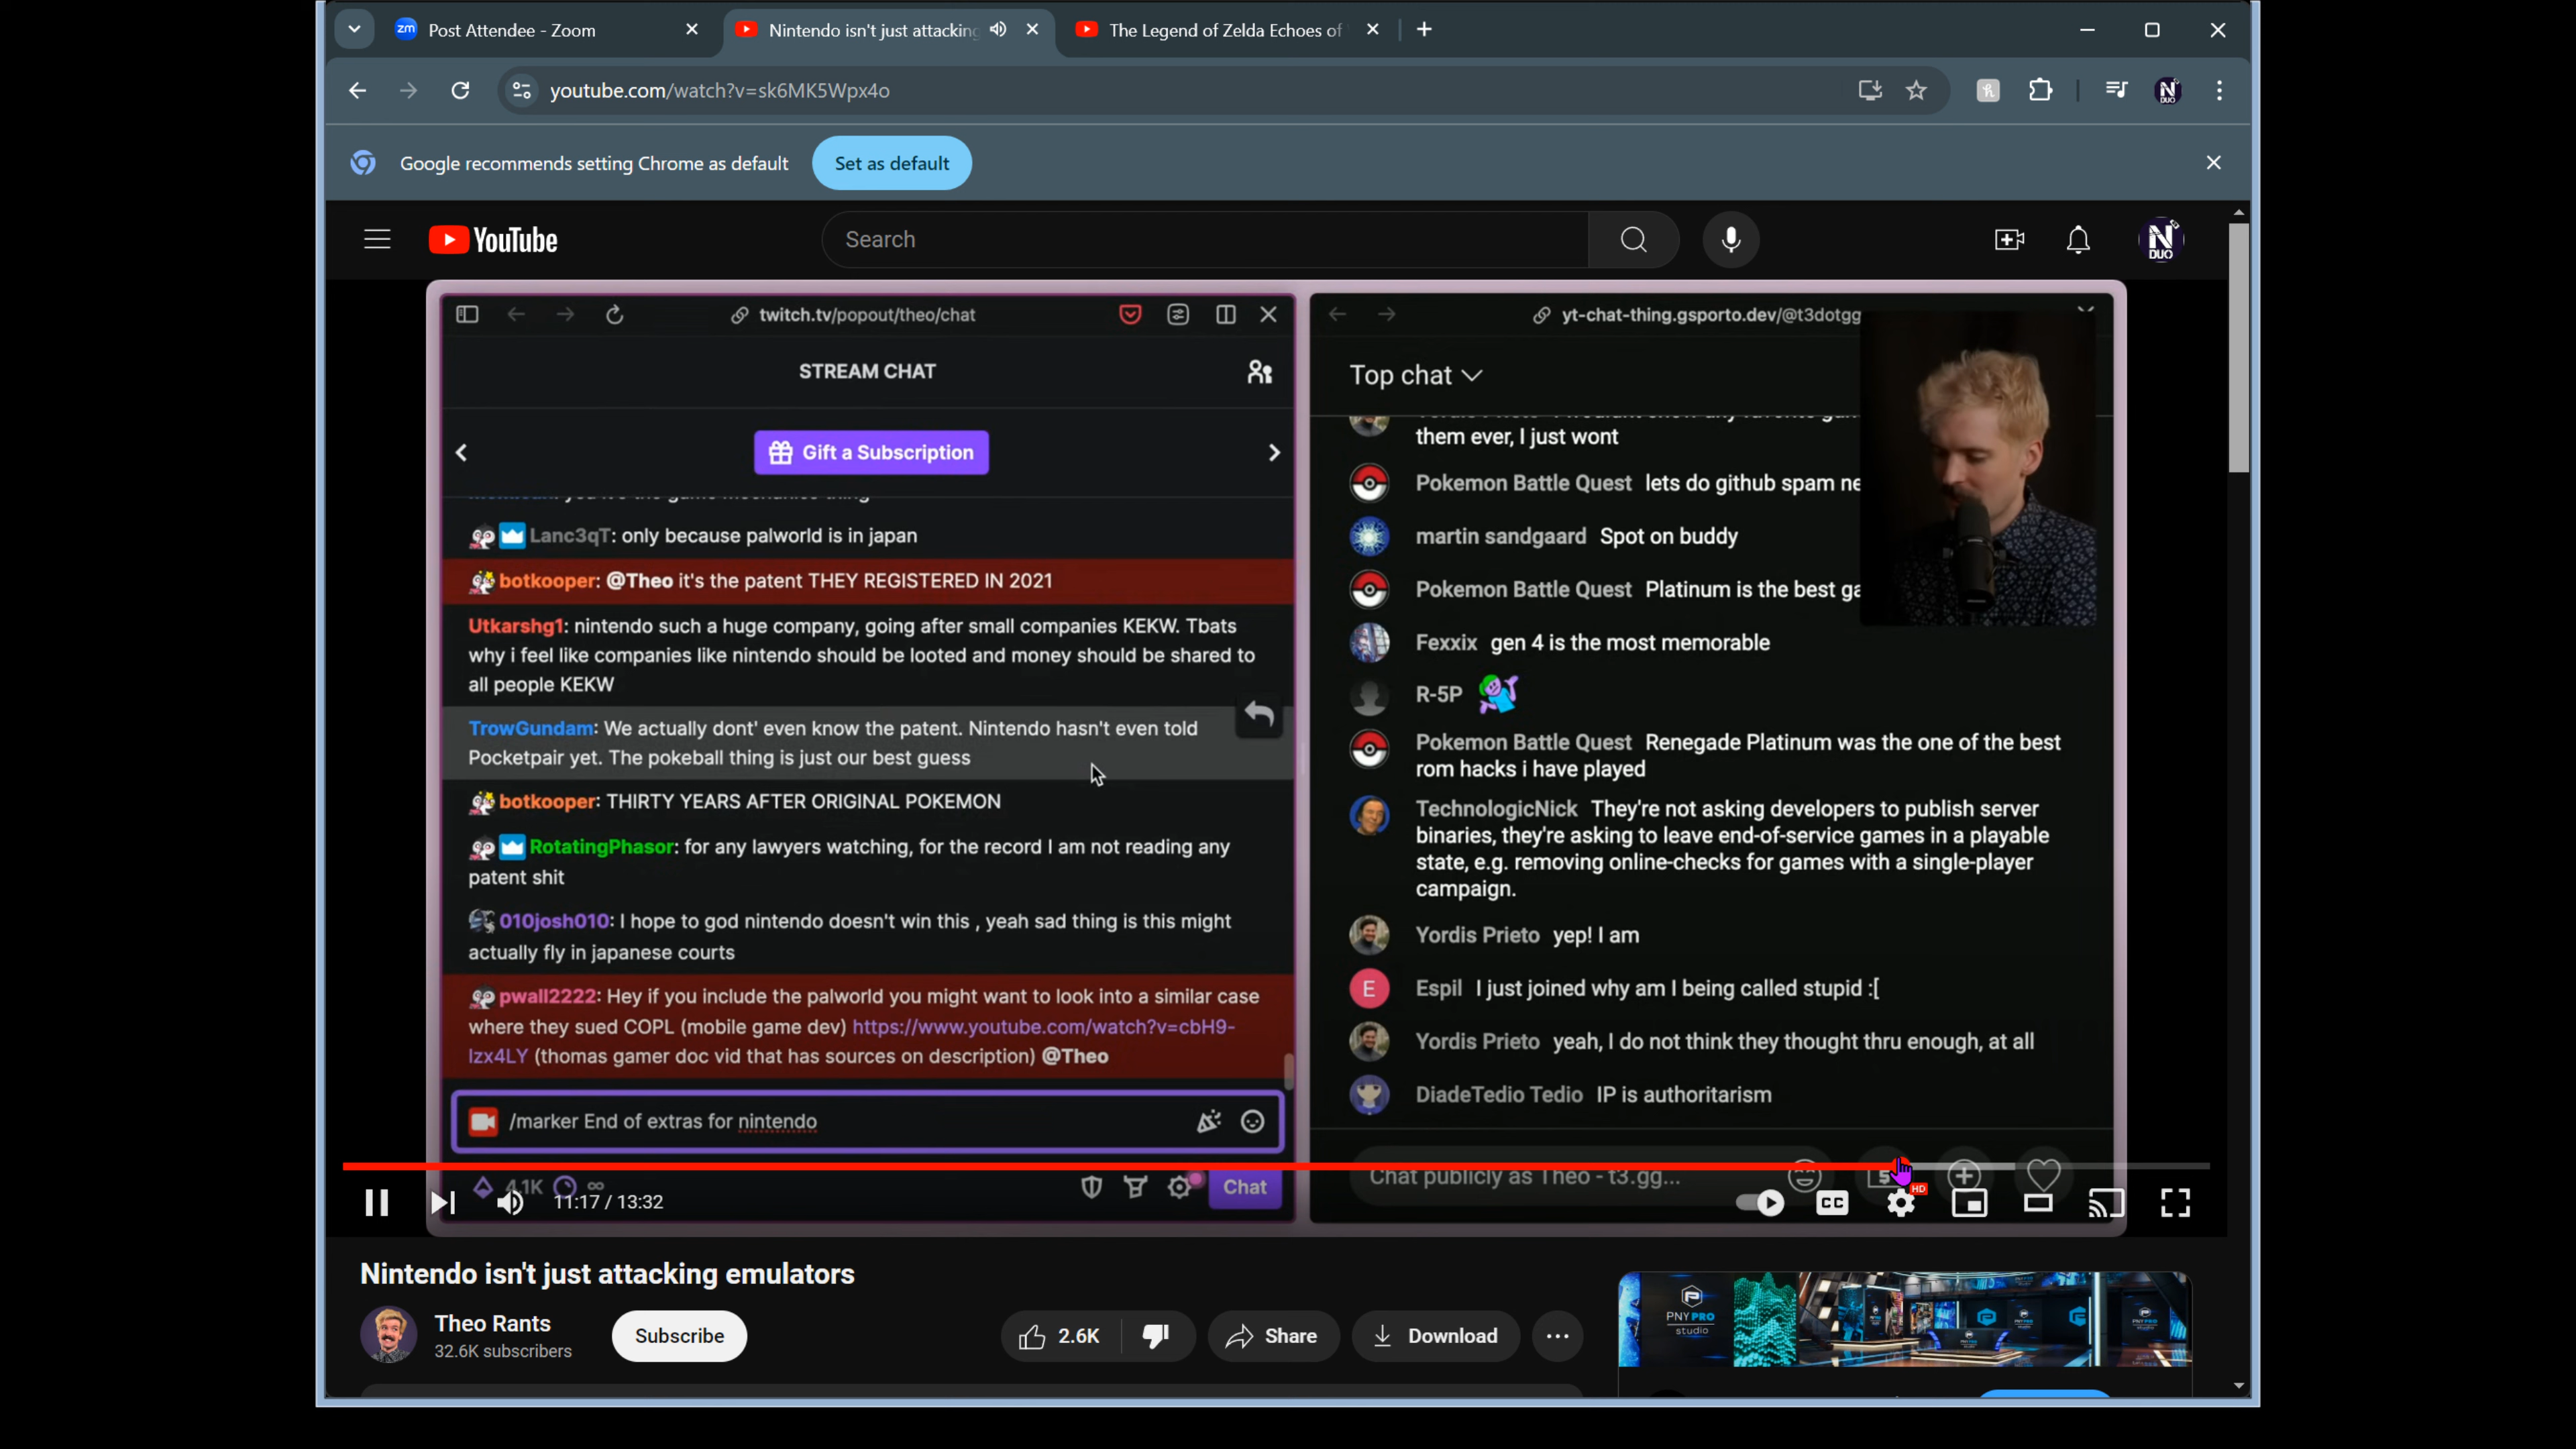 Post Attendee - Zoom
Nintendo isn't just attacking
The Legend of Zelda Echoes of
youtube.com/watch?v=sk6MK5Wpx4o
N DUO
Google recommends setting Chrome as default
Set as default
YouTube
Search
N DUO
twitch.tv/popout/theo/chat
STREAM CHAT
Gift a Subscription
Lanc3qT: only because palworld is in japan
botkooper: @Theo it's the patent THEY REGISTERED IN 2021
Utkarshg1: nintendo such a huge company, going after small companies KEKW. Tbats
why i feel like companies like nintendo should be looted and money should be shared to
all people KEKW
TrowGundam: We actually dont' even know the patent. Nintendo hasn't even told
Pocketpair yet. The pokeball thing is just our best guess
botkooper: THIRTY YEARS AFTER ORIGINAL POKEMON
RotatingPhasor: for any lawyers watching, for the record I am not reading any
patent shit
010josh010: I hope to god nintendo doesn't win this , yeah sad thing is this might
actually fly in japanese courts
pwall2222: Hey if you include the palworld you might want to look into a similar case
where they sued COPL (mobile game dev) https://www.youtube.com/watch?v=cbH9-
lzx4LY (thomas gamer doc vid that has sources on description) @Theo
/marker End of extras for nintendo
4.1K
Chat
yt-chat-thing.gsporto.dev/@t3dotgg
Top chat
them ever, I just wont
Pokemon Battle Quest lets do github spam ne
martin sandgaard Spot on buddy
Pokemon Battle Quest Platinum is the best ga
Fexxix gen 4 is the most memorable
R-5P
Pokemon Battle Quest Renegade Platinum was the one of the best
rom hacks i have played
TechnologicNick They're not asking developers to publish server
binaries, they're asking to leave end-of-service games in a playable
state, e.g. removing online-checks for games with a single-player
campaign.
Yordis Prieto yep! I am
E Espil I just joined why am I being called stupid :[
Yordis Prieto yeah, I do not think they thought thru enough, at all
DiadeTedio Tedio IP is authoritarism
Chat publicly as Theo - t3.gg...
11:17 / 13:32
CC
HD
Nintendo isn't just attacking emulators
Theo Rants
32.6K subscribers
Subscribe
2.6K
Share
Download
PNY PRO
studio